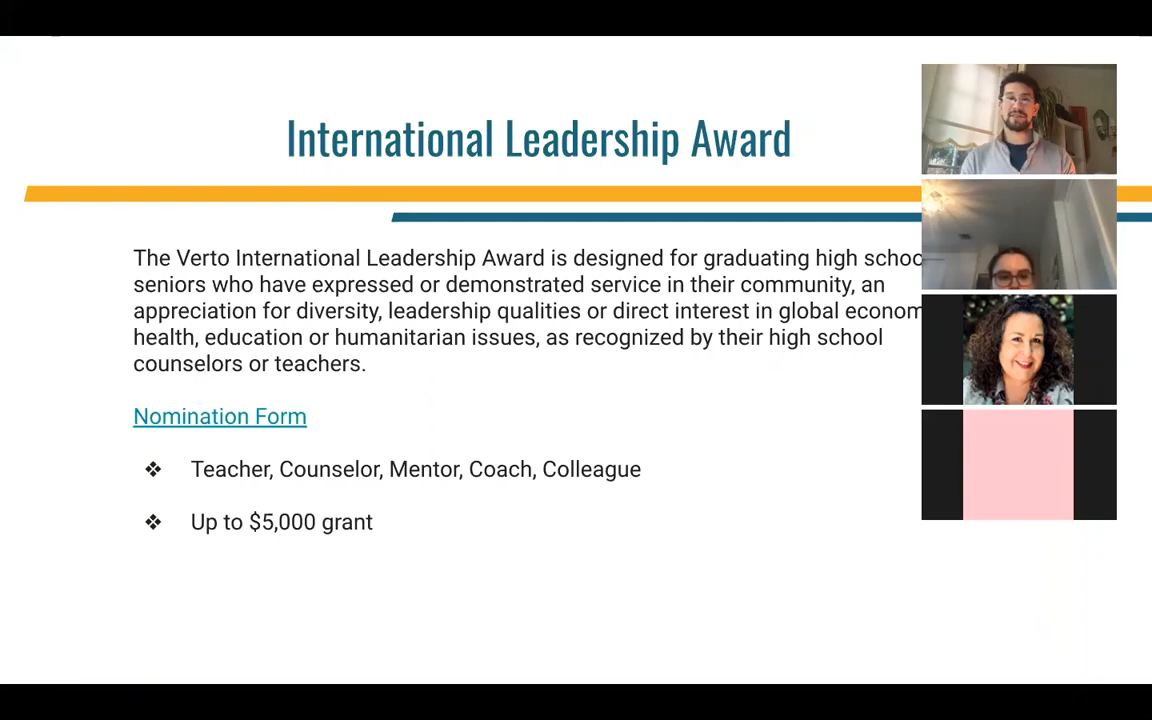 International Leadership Award
The Verto International Leadership Award is designed for graduating high schoo
seniors who have expressed or demonstrated service in their community, an
appreciation for diversity, leadership qualities or direct interest in global econom
health, education or humanitarian issues, as recognized by their high school
counselors or teachers.
Nomination Form
❖ Teacher, Counselor, Mentor, Coach, Colleague
❖ Up to $5,000 grant